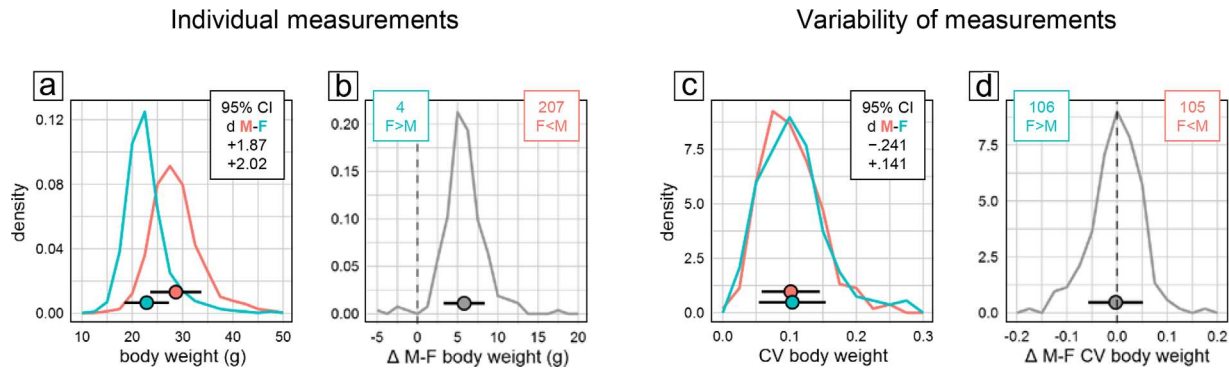 Individual measurements
Variability of measurements
a
density
0.12
0.08
0.04
0.00
95% CI
d M-F
+1.87
+2.02
10
20
30
40
50
body weight (g)
b
4
F>M
207
F<M
0.20
0.15
0.10
0.05
0.00
-5
0
5
10
15
20
Δ M-F body weight (g)
c
density
7.5
5.0
2.5
0.0
95% CI
d M-F
−.241
+.141
0.0
0.1
0.2
0.3
CV body weight
d
106
F>M
105
F<M
7.5
5.0
2.5
0.0
-0.2
-0.1
0.0
0.1
0.2
Δ M-F CV body weight